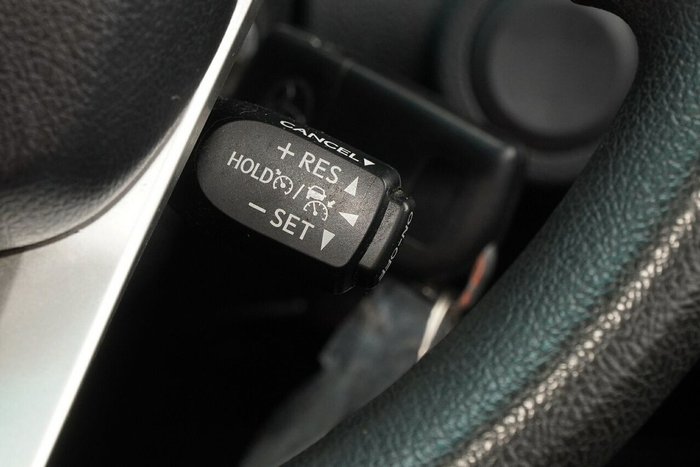 CANCEL
+ RES
HOLD /
- SET
ON-OFF